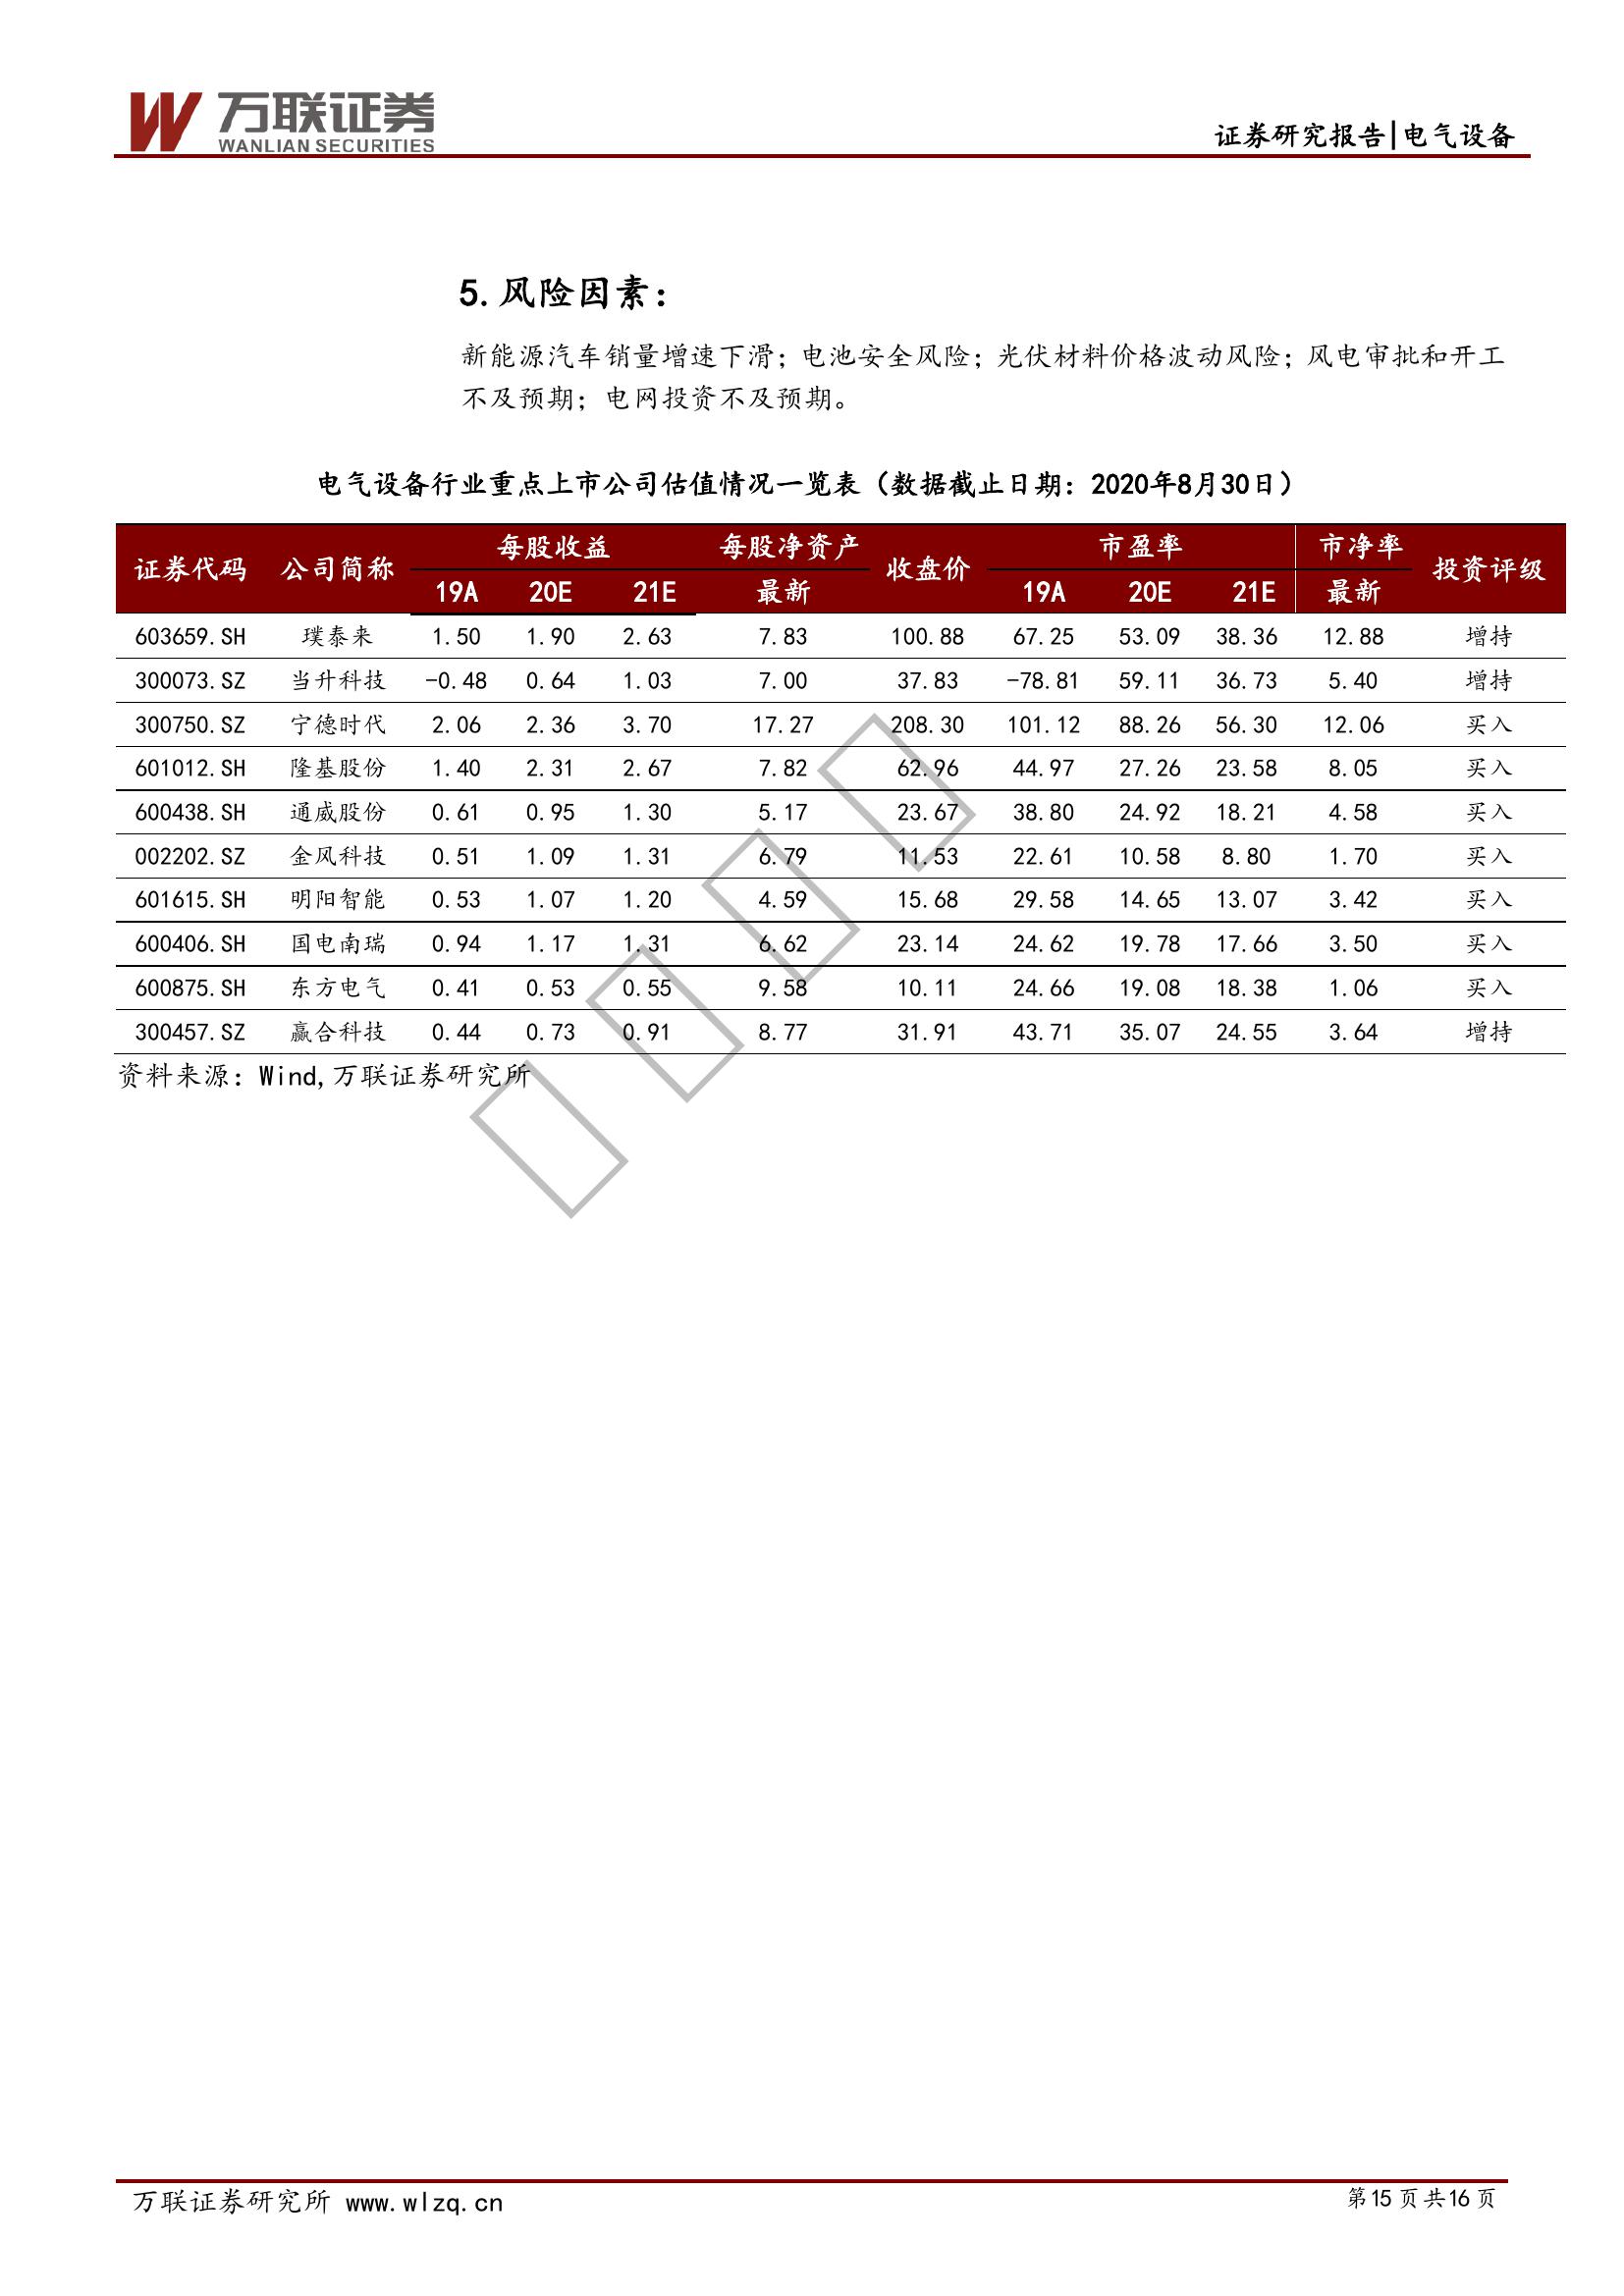 万联证券
WANLIAN SECURITIES
证券研究报告|电气设备
5.风险因素：
新能源汽车销量增速下滑；电池安全风险；光伏材料价格波动风险；风电审批和开工
不及预期；电网投资不及预期。
电气设备行业重点上市公司估值情况一览表（数据截止日期：2020年8月30日）
证券代码 公司简称 每股收益 每股净资产 收盘价 市盈率 市净率 投资评级
19A 20E 21E 最新 19A 20E 21E 最新
603659.SH 璞泰来 1.50 1.90 2.63 7.83 100.88 67.25 53.09 38.36 12.88 增持
300073.SZ 当升科技 -0.48 0.64 1.03 7.00 37.83 -78.81 59.11 36.73 5.40 增持
300750.SZ 宁德时代 2.06 2.36 3.70 17.27 208.30 101.12 88.26 56.30 12.06 买入
601012.SH 隆基股份 1.40 2.31 2.67 7.82 62.96 44.97 27.26 23.58 8.05 买入
600438.SH 通威股份 0.61 0.95 1.30 5.17 23.67 38.80 24.92 18.21 4.58 买入
002202.SZ 金风科技 0.51 1.09 1.31 6.79 11.53 22.61 10.58 8.80 1.70 买入
601615.SH 明阳智能 0.53 1.07 1.20 4.59 15.68 29.58 14.65 13.07 3.42 买入
600406.SH 国电南瑞 0.94 1.17 1.31 6.62 23.14 24.62 19.78 17.66 3.50 买入
600875.SH 东方电气 0.41 0.53 0.55 9.58 10.11 24.66 19.08 18.38 1.06 买入
300457.SZ 赢合科技 0.44 0.73 0.91 8.77 31.91 43.71 35.07 24.55 3.64 增持
资料来源：Wind,万联证券研究所
万联证券研究所 www.wlzq.cn
第15页共16页